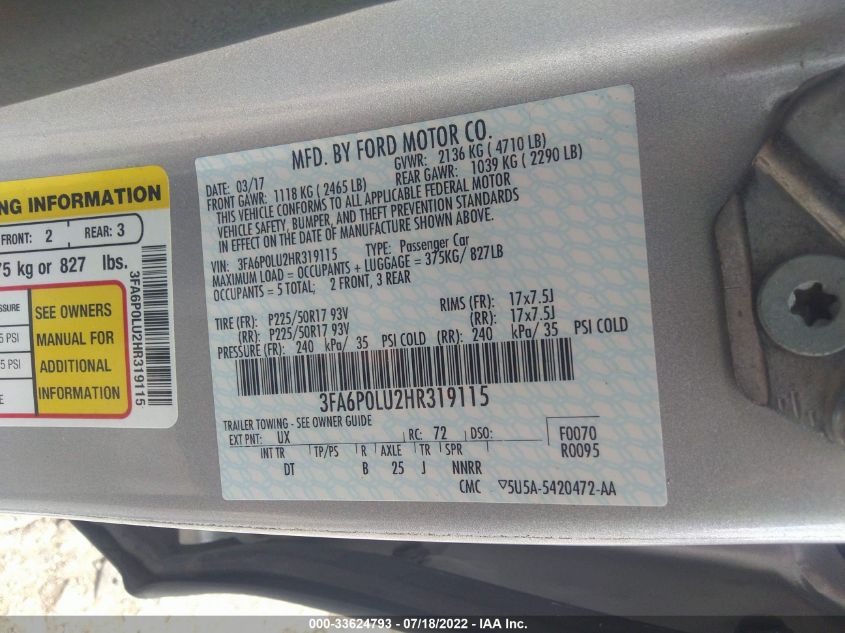 NG INFORMATION
FRONT: 2 REAR: 3
75 kg or 827 lbs.
SSURE
5 PSI
5 PSI
SEE OWNERS
MANUAL FOR
ADDITIONAL
INFORMATION
3FA6P0LU2HR319115
MFD. BY FORD MOTOR CO.
DATE: 03/17 GVWR: 2136 KG ( 4710 LB)
FRONT GAWR: 1118 KG ( 2465 LB) REAR GAWR: 1039 KG ( 2290 LB)
THIS VEHICLE CONFORMS TO ALL APPLICABLE FEDERAL MOTOR
VEHICLE SAFETY, BUMPER, AND THEFT PREVENTION STANDARDS
IN EFFECT ON THE DATE OF MANUFACTURE SHOWN ABOVE.
VIN: 3FA6P0LU2HR319115 TYPE: Passenger Car
MAXIMUM LOAD = OCCUPANTS + LUGGAGE = 375KG/ 827LB
OCCUPANTS = 5 TOTAL; 2 FRONT, 3 REAR
TIRE (FR): P225/50R17 93V RIMS (FR): 17x7.5J
(RR): P225/50R17 93V (RR): 17x7.5J
PRESSURE (FR): 240 kPa/ 35 PSI COLD (RR): 240 kPa/ 35 PSI COLD
3FA6P0LU2HR319115
TRAILER TOWING - SEE OWNER GUIDE
EXT PNT: UX RC: 72 DSO: F0070
R0095
INT TR TP/PS R AXLE TR SPR
DT B 25 J NNRR
CMC ▽5U5A-5420472-AA
000-33624793 - 07/18/2022 - IAA Inc.